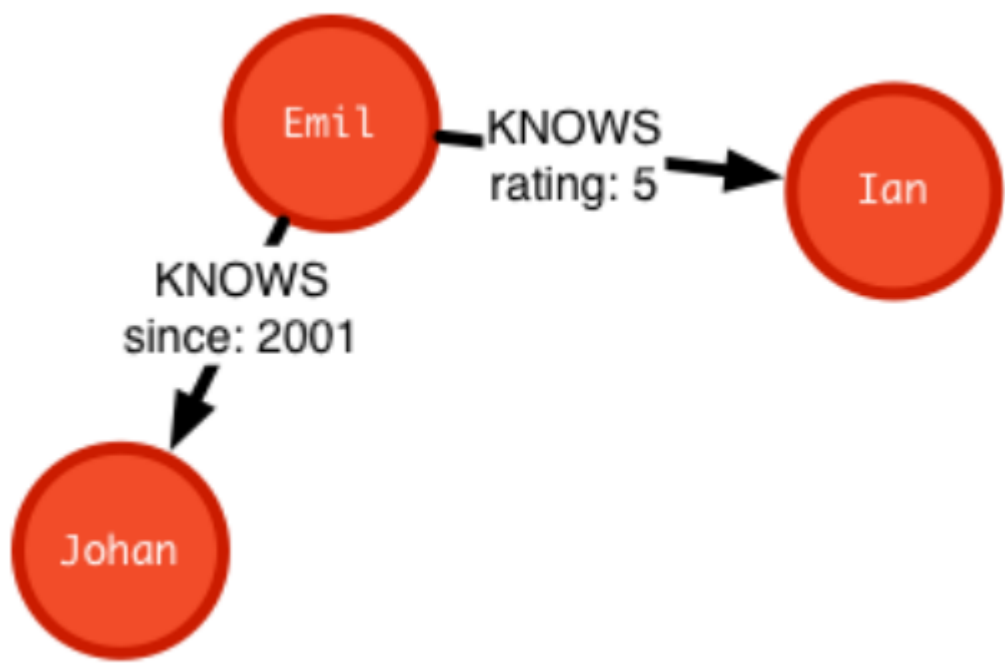 Emil
KNOWS
rating: 5
Ian
KNOWS
since: 2001
Johan